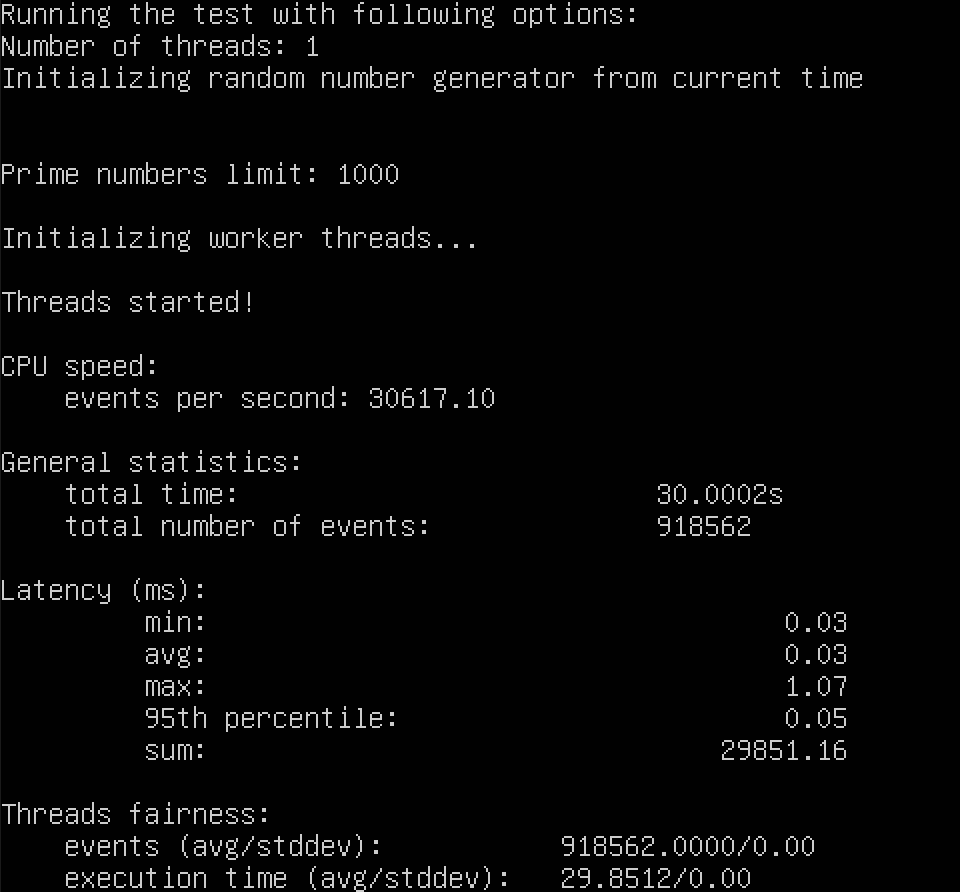 Running the test with following options:
Number of threads: 1
Initializing random number generator from current time
Prime numbers limit: 1000
Initializing worker threads...
Threads started!
CPU speed:
events per second: 30617.10
General statistics:
total time: 30.0002s
total number of events: 918562
Latency (ms):
min: 0.03
avg: 0.03
max: 1.07
95th percentile: 0.05
sum: 29851.16
Threads fairness:
events (avg/stddev): 918562.0000/0.00
execution time (avg/stddev): 29.8512/0.00